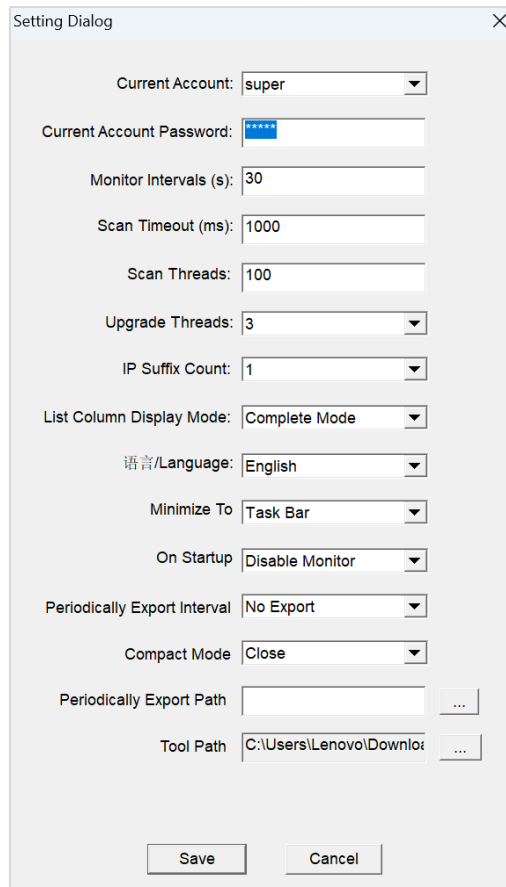 Setting Dialog
Current Account: super
Current Account Password: *****
Monitor Intervals (s): 30
Scan Timeout (ms): 1000
Scan Threads: 100
Upgrade Threads: 3
IP Suffix Count: 1
List Column Display Mode: Complete Mode
语言/Language: English
Minimize To Task Bar
On Startup Disable Monitor
Periodically Export Interval No Export
Compact Mode Close
Periodically Export Path ...
Tool Path C:\Users\Lenovo\Downloa ...
Save Cancel